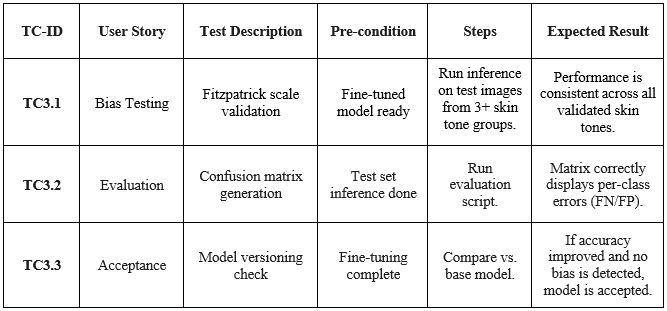 TC-ID User Story Test Description Pre-condition Steps Expected Result
TC3.1 Bias Testing Fitzpatrick scale validation Fine-tuned model ready Run inference on test images from 3+ skin tone groups. Performance is consistent across all validated skin tones.
TC3.2 Evaluation Confusion matrix generation Test set inference done Run evaluation script. Matrix correctly displays per-class errors (FN/FP).
TC3.3 Acceptance Model versioning check Fine-tuning complete Compare vs. base model. If accuracy improved and no bias is detected, model is accepted.